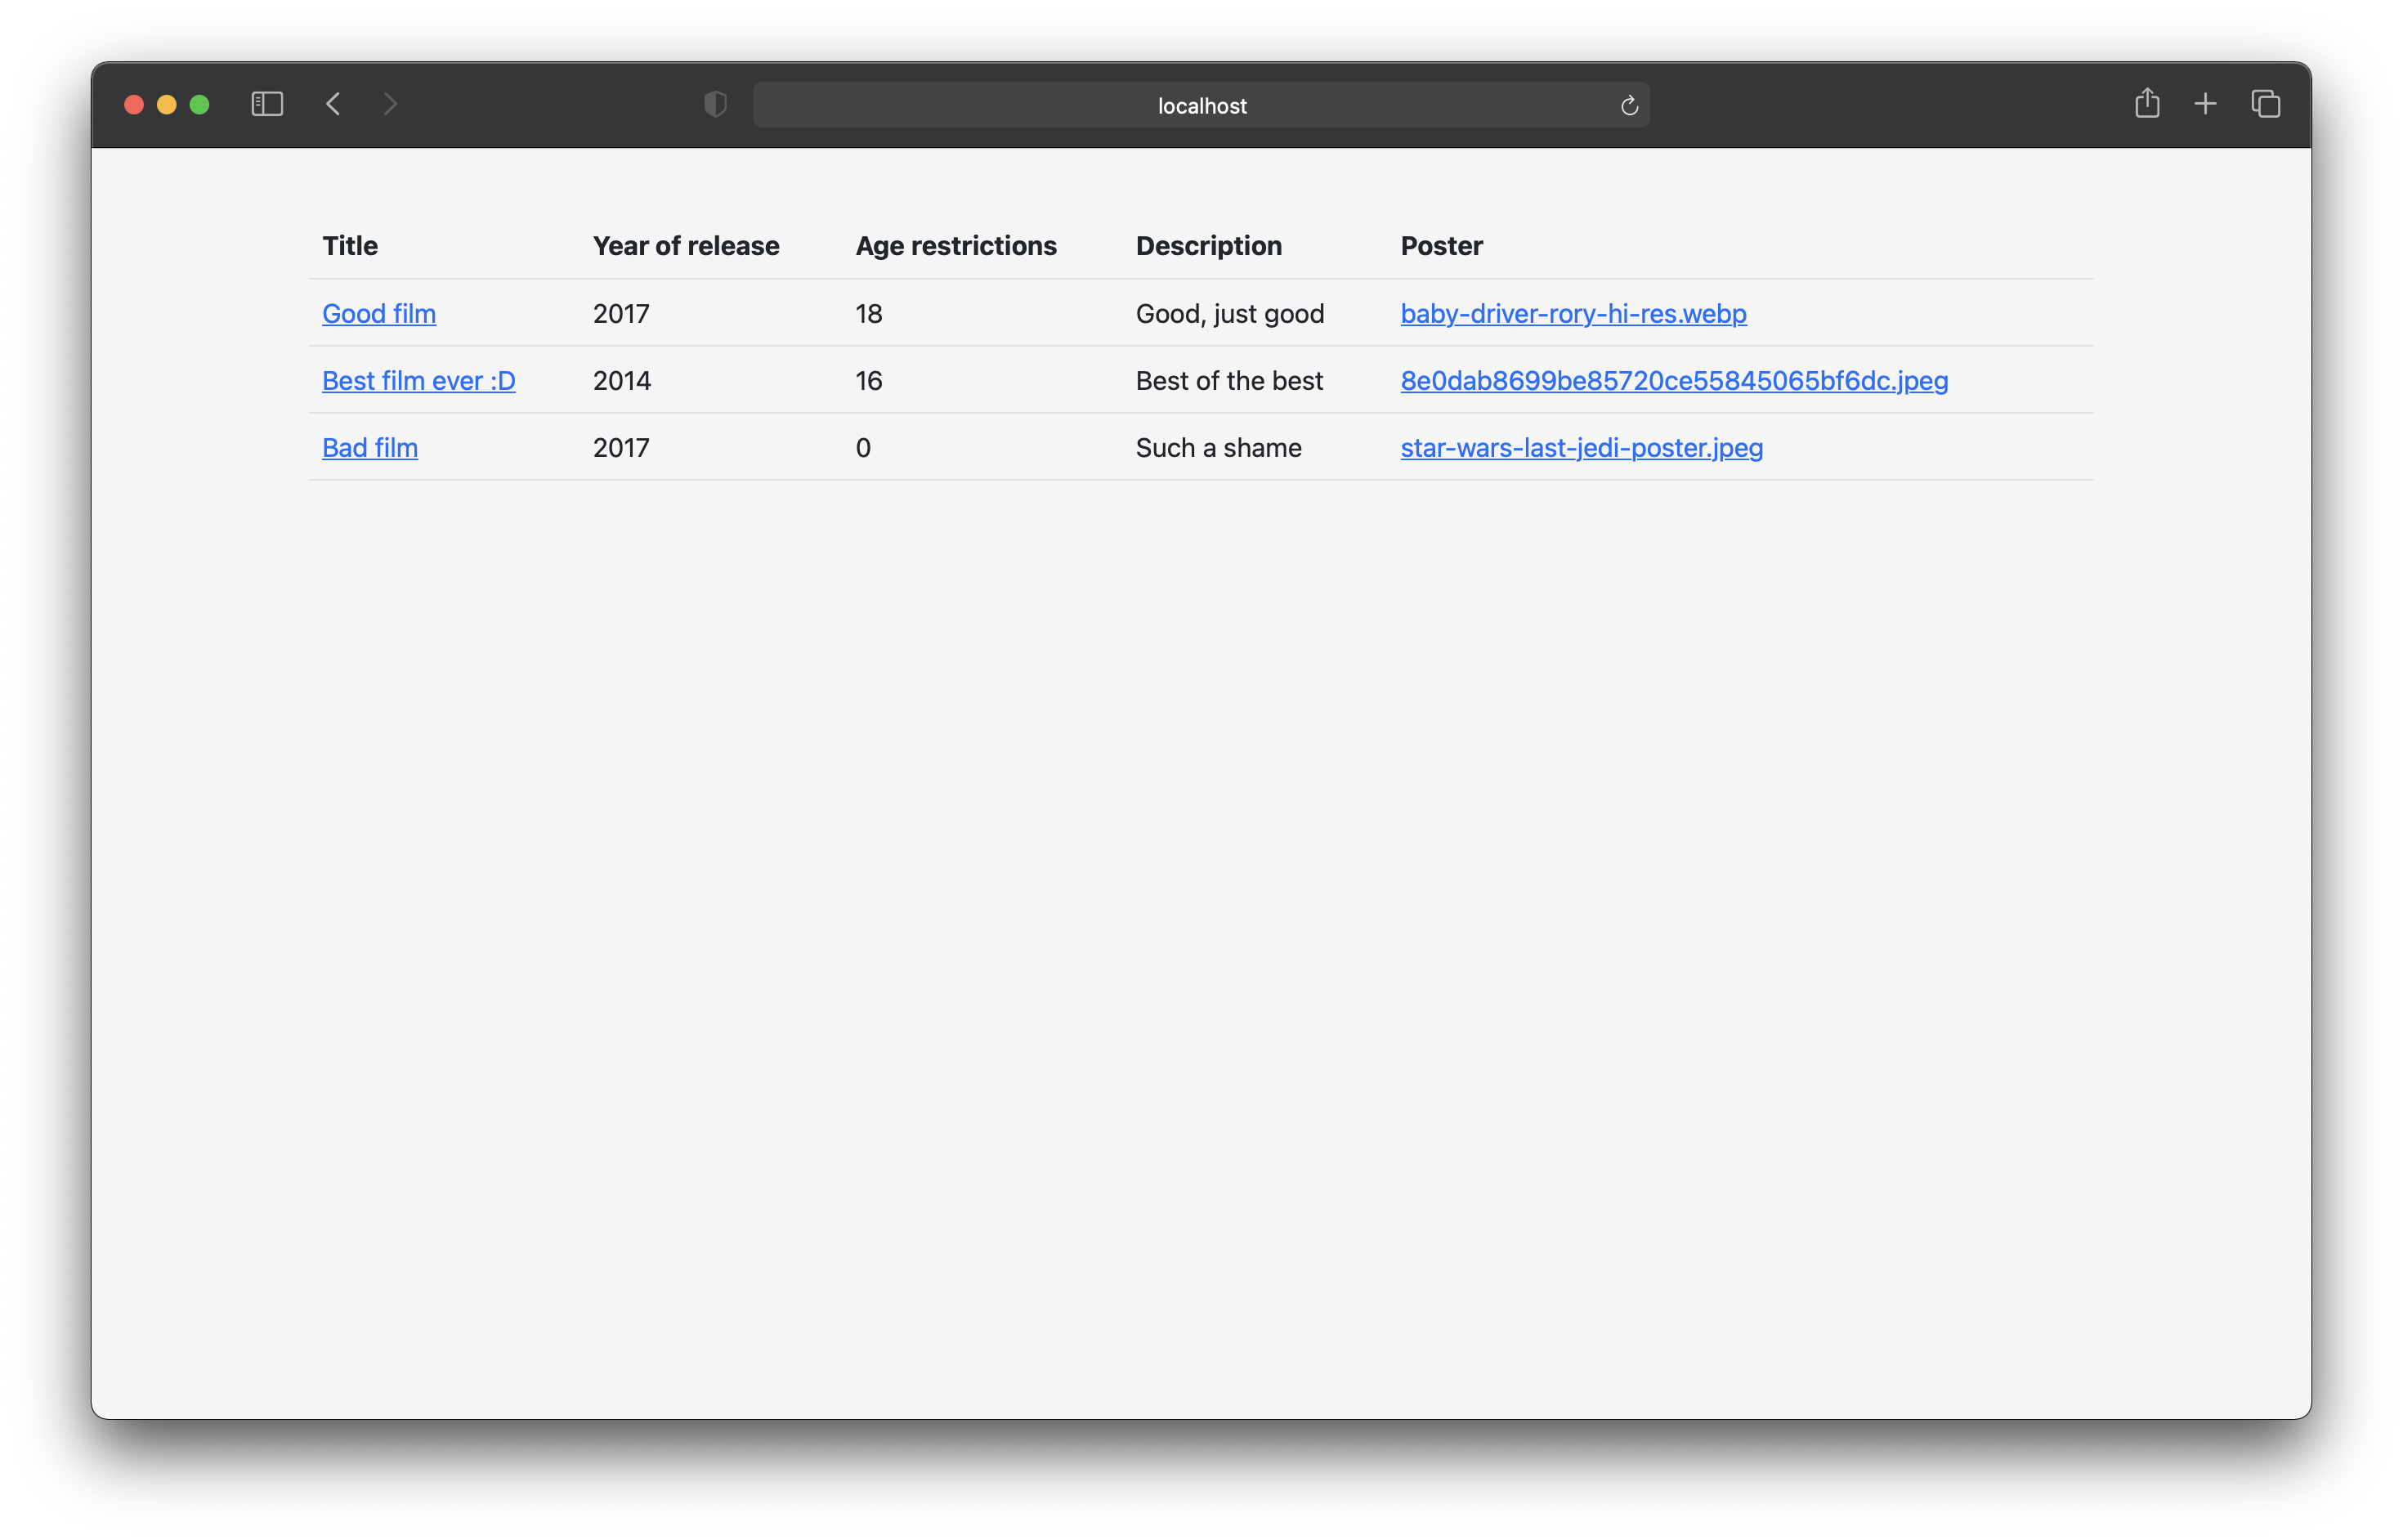 localhost
Title Year of release Age restrictions Description Poster
Good film 2017 18 Good, just good baby-driver-rory-hi-res.webp
Best film ever :D 2014 16 Best of the best 8e0dab8699be85720ce55845065bf6dc.jpeg
Bad film 2017 0 Such a shame star-wars-last-jedi-poster.jpeg